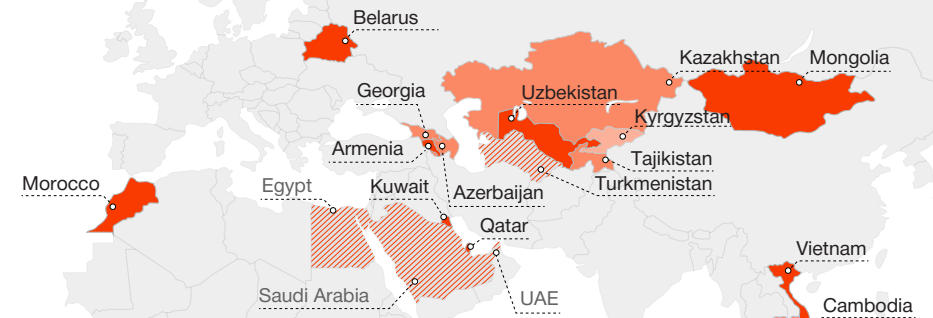 Belarus
Kazakhstan
Mongolia
Georgia
Uzbekistan
Kyrgyzstan
Armenia
Tajikistan
Morocco
Egypt
Kuwait
Azerbaijan
Turkmenistan
Qatar
Vietnam
Saudi Arabia
UAE
Cambodia